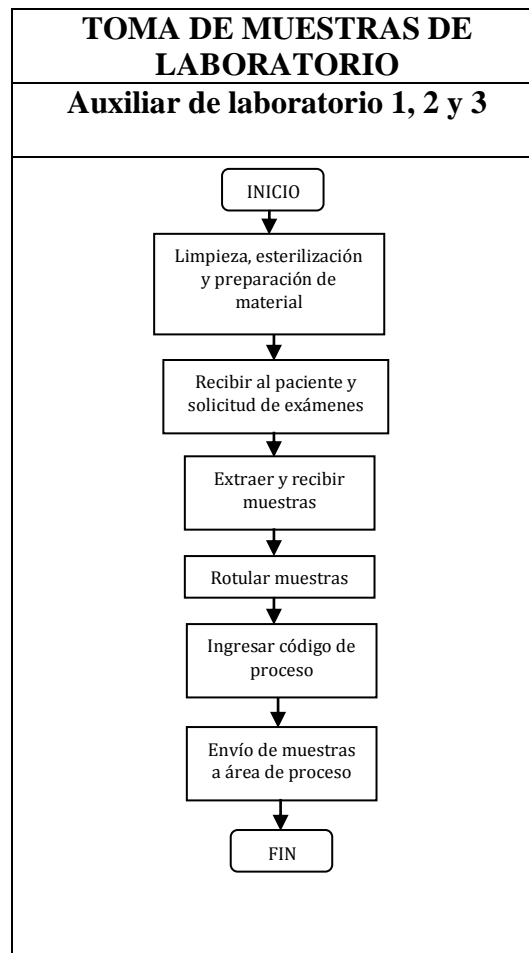 TOMA DE MUESTRAS DE
LABORATORIO
Auxiliar de laboratorio 1, 2 y 3
INICIO
Limpieza, esterilización
y preparación de
material
Recibir al paciente y
solicitud de exámenes
Extraer y recibir
muestras
Rotular muestras
Ingresar código de
proceso
Envío de muestras
a área de proceso
FIN